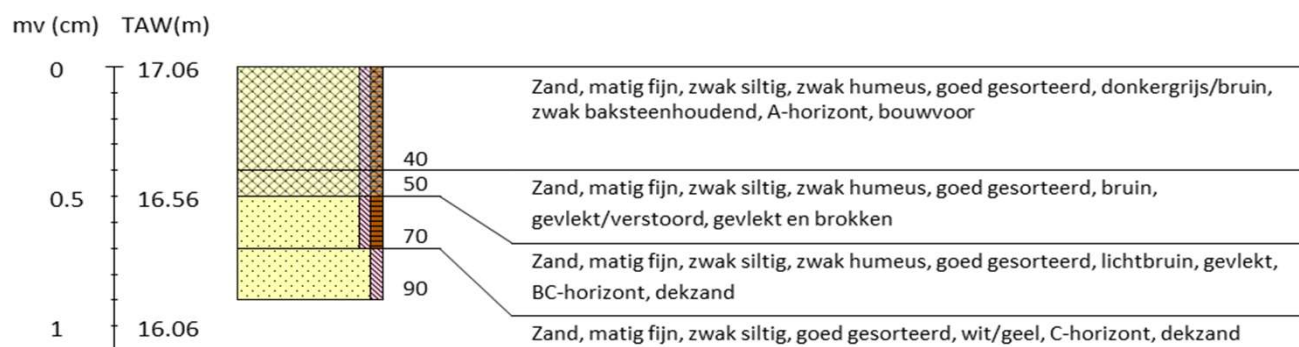 mv (cm) TAW(m)
0 17.06
Zand, matig fijn, zwak siltig, zwak humeus, goed gesorteerd, donkergrijs/bruin,
zwak baksteenhoudend, A-horizont, bouwvoor
40
0.5 16.56
50
Zand, matig fijn, zwak siltig, zwak humeus, goed gesorteerd, bruin,
gevlekt/verstoord, gevlekt en brokken
70
Zand, matig fijn, zwak siltig, zwak humeus, goed gesorteerd, lichtbruin, gevlekt,
BC-horizont, dekzand
90
1 16.06
Zand, matig fijn, zwak siltig, goed gesorteerd, wit/geel, C-horizont, dekzand